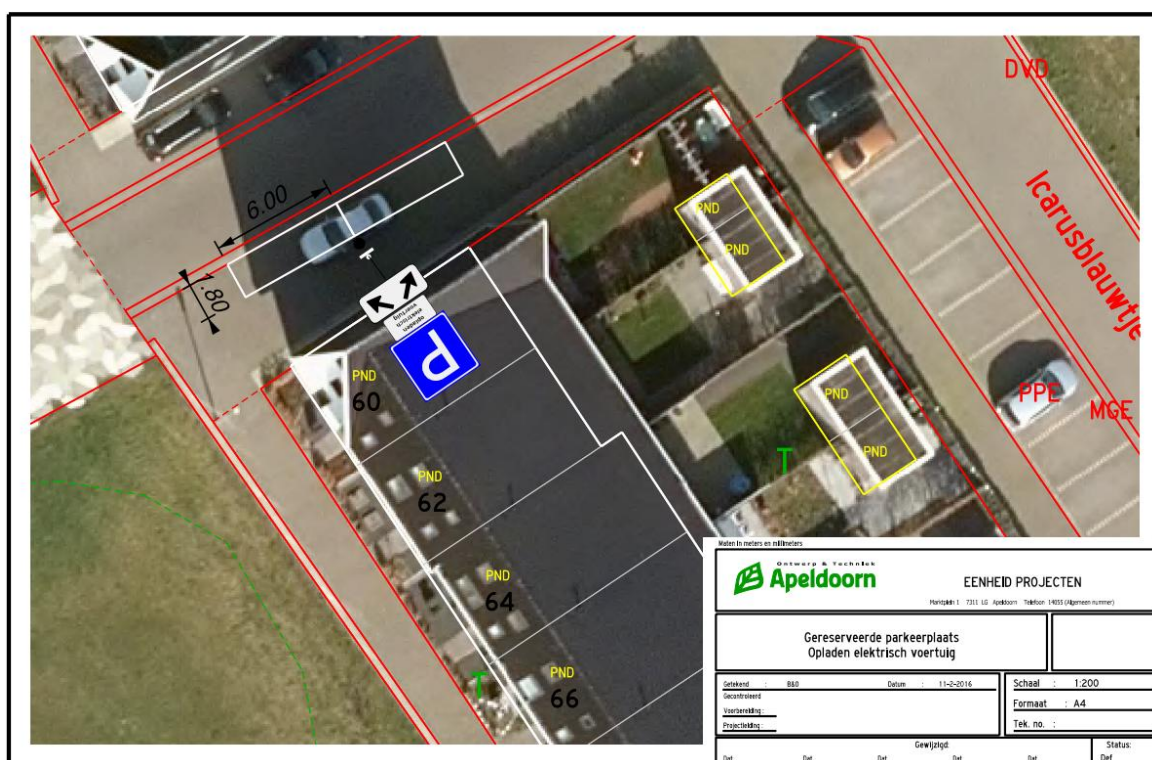 DVD
Icarusblauwtje
6.00
1.80
PND
PND
opladen
elektrisch
voertuig
P
PND
60
PND
PND
PPE
MGE
T
PND
62
PND
64
PND
66
T
Maten in meters en millimeters
Ontwerp & Techniek
Apeldoorn
EENHEID PROJECTEN
Marktplein 1 7311 LG Apeldoorn Telefoon 14055 (Algemeen nummer)
Gereserveerde parkeerplaats
Opladen elektrisch voertuig
Getekend : B&O Datum : 11-2-2016
Gecontroleerd
Voorbereiding :
Projectleiding :
Schaal : 1:200
Formaat : A4
Tek. no. :
Gewijzigd: Status:
Dat. Dat. Dat. Dat. Dat. Def